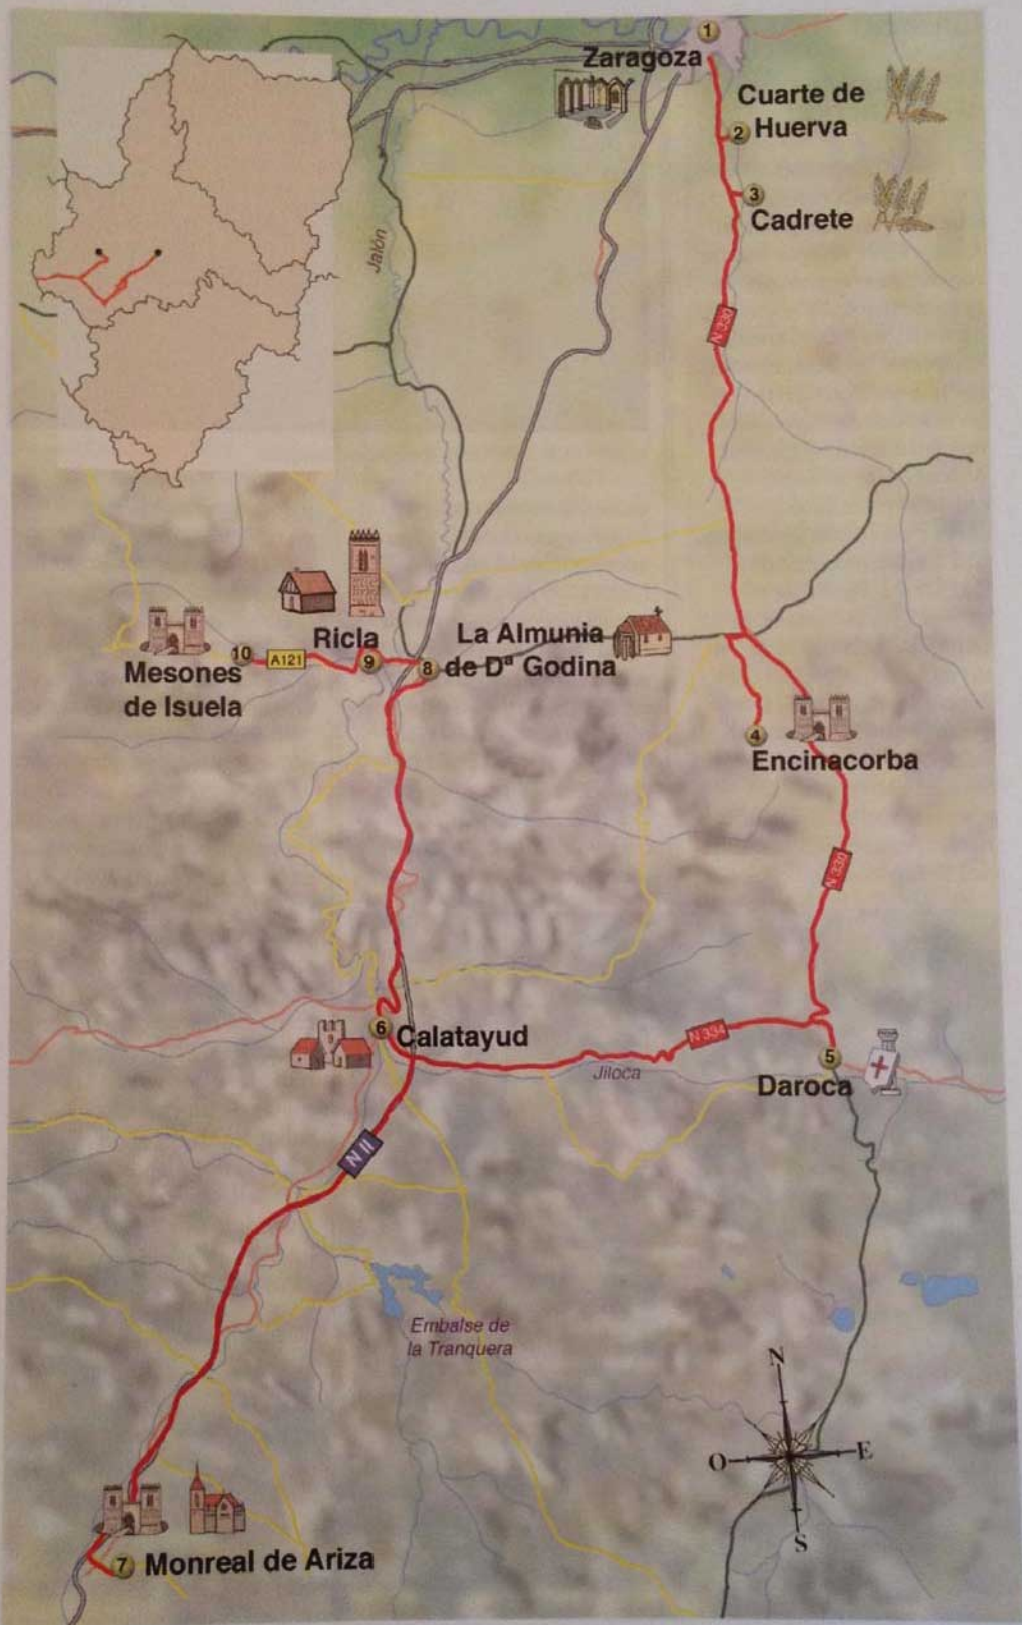 1
Zaragoza
Cuarte de
2 Huerva
3
Cadrete
Jalón
N 330
Ricla
La Almunia
10
A121
9
8
de Dª Godina
Mesones
de Isuela
4
Encinacorba
N 330
6
Calatayud
N 334
Jiloca
5
Daroca
N II
Embalse de
la Tranquera
N
O
E
S
7 Monreal de Ariza